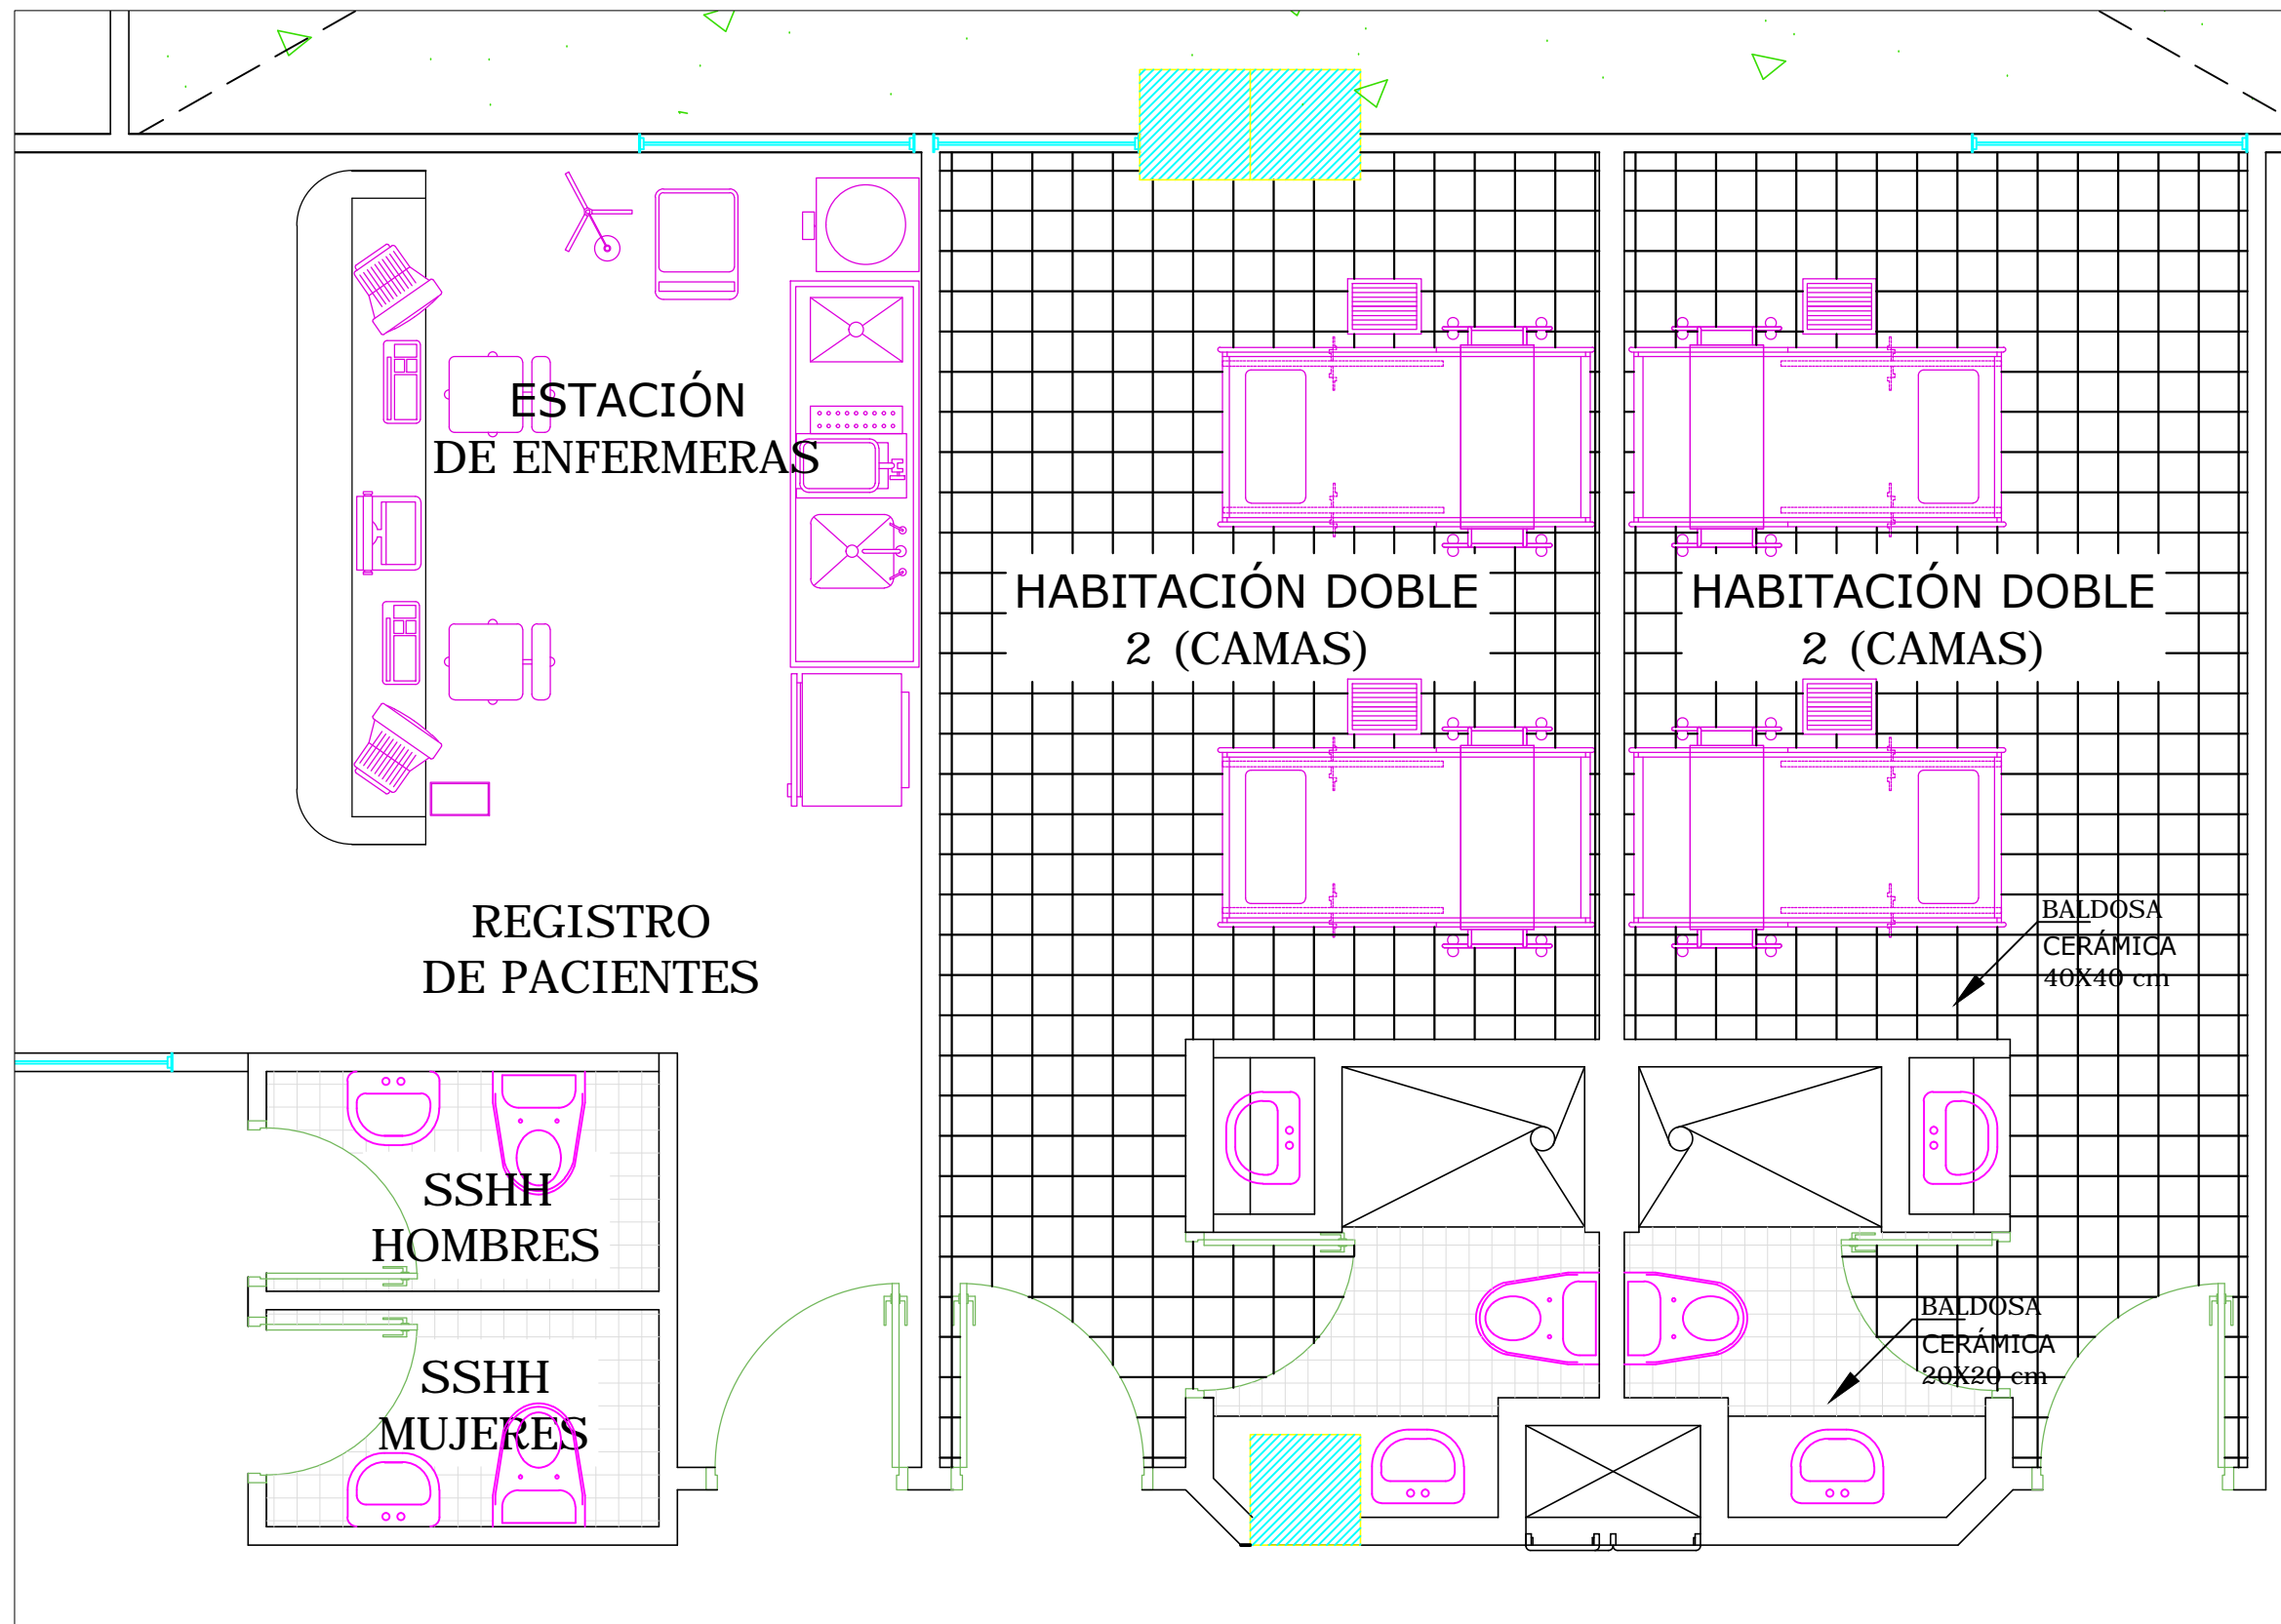 ESTACIÓN
DE ENFERMERAS
HABITACIÓN DOBLE
2 (CAMAS)
HABITACIÓN DOBLE
2 (CAMAS)
REGISTRO
DE PACIENTES
BALDOSA
CERÁMICA
40X40 cm
SSHH
HOMBRES
SSHH
MUJERES
BALDOSA
CERÁMICA
20X20 cm